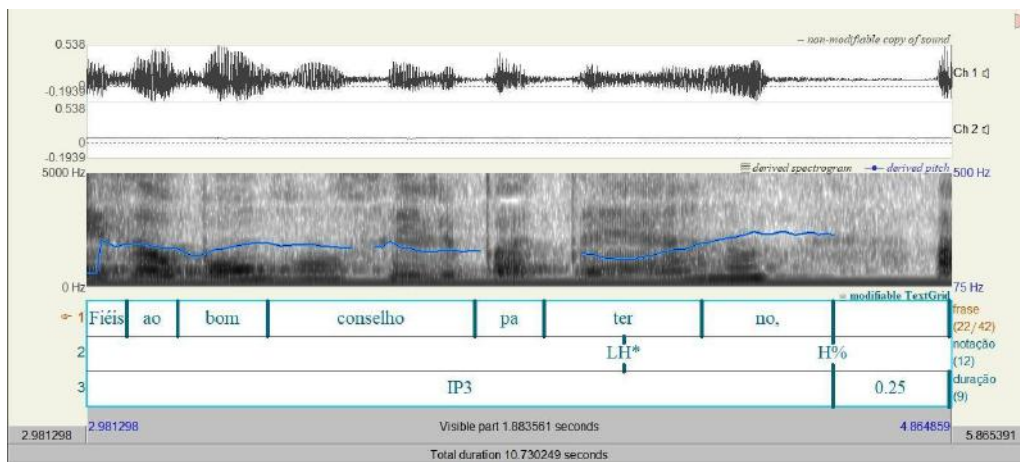 0.538
– non-modifiable copy of sound
0
-0.1939
Ch 1
0.538
0
-0.1939
Ch 2
5000 Hz
derived spectrogram
derived pitch
500 Hz
0 Hz
75 Hz
modifiable TextGrid
1 Fiéis ao bom conselho pa ter no,
frase
(22/42)
2 LH* H%
notação
(12)
3 IP3 0.25
duração
(9)
2.981298 2.981298 Visible part 1.883561 seconds 4.864859 5.865391
Total duration 10.730249 seconds